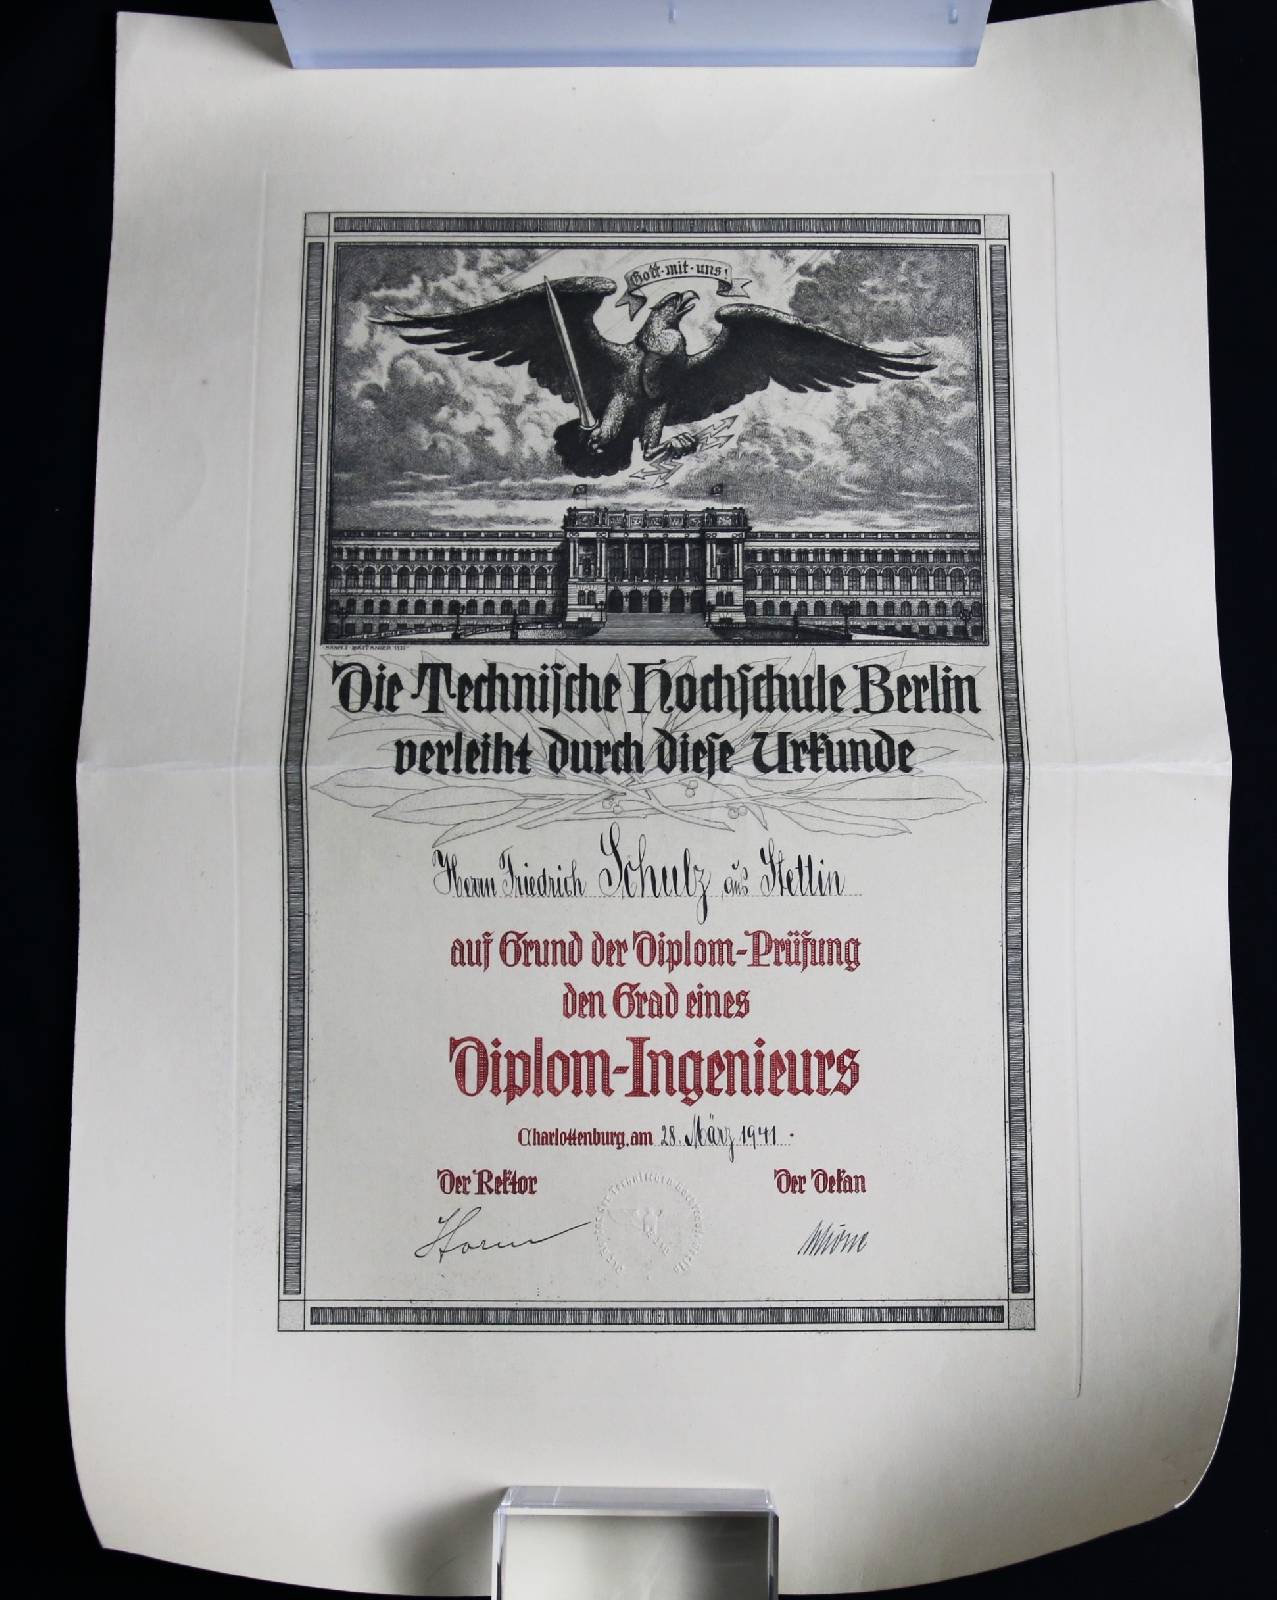 Gott · mit · uns!
Die Technische Hochschule Berlin
verleiht durch diese Urkunde
Herrn Friedrich Schulz aus Stettin
auf Grund der Diplom-Prüfung
den Grad eines
Diplom-Ingenieurs
Charlottenburg, am 28. März 1941.
Der Rektor
Der Dekan